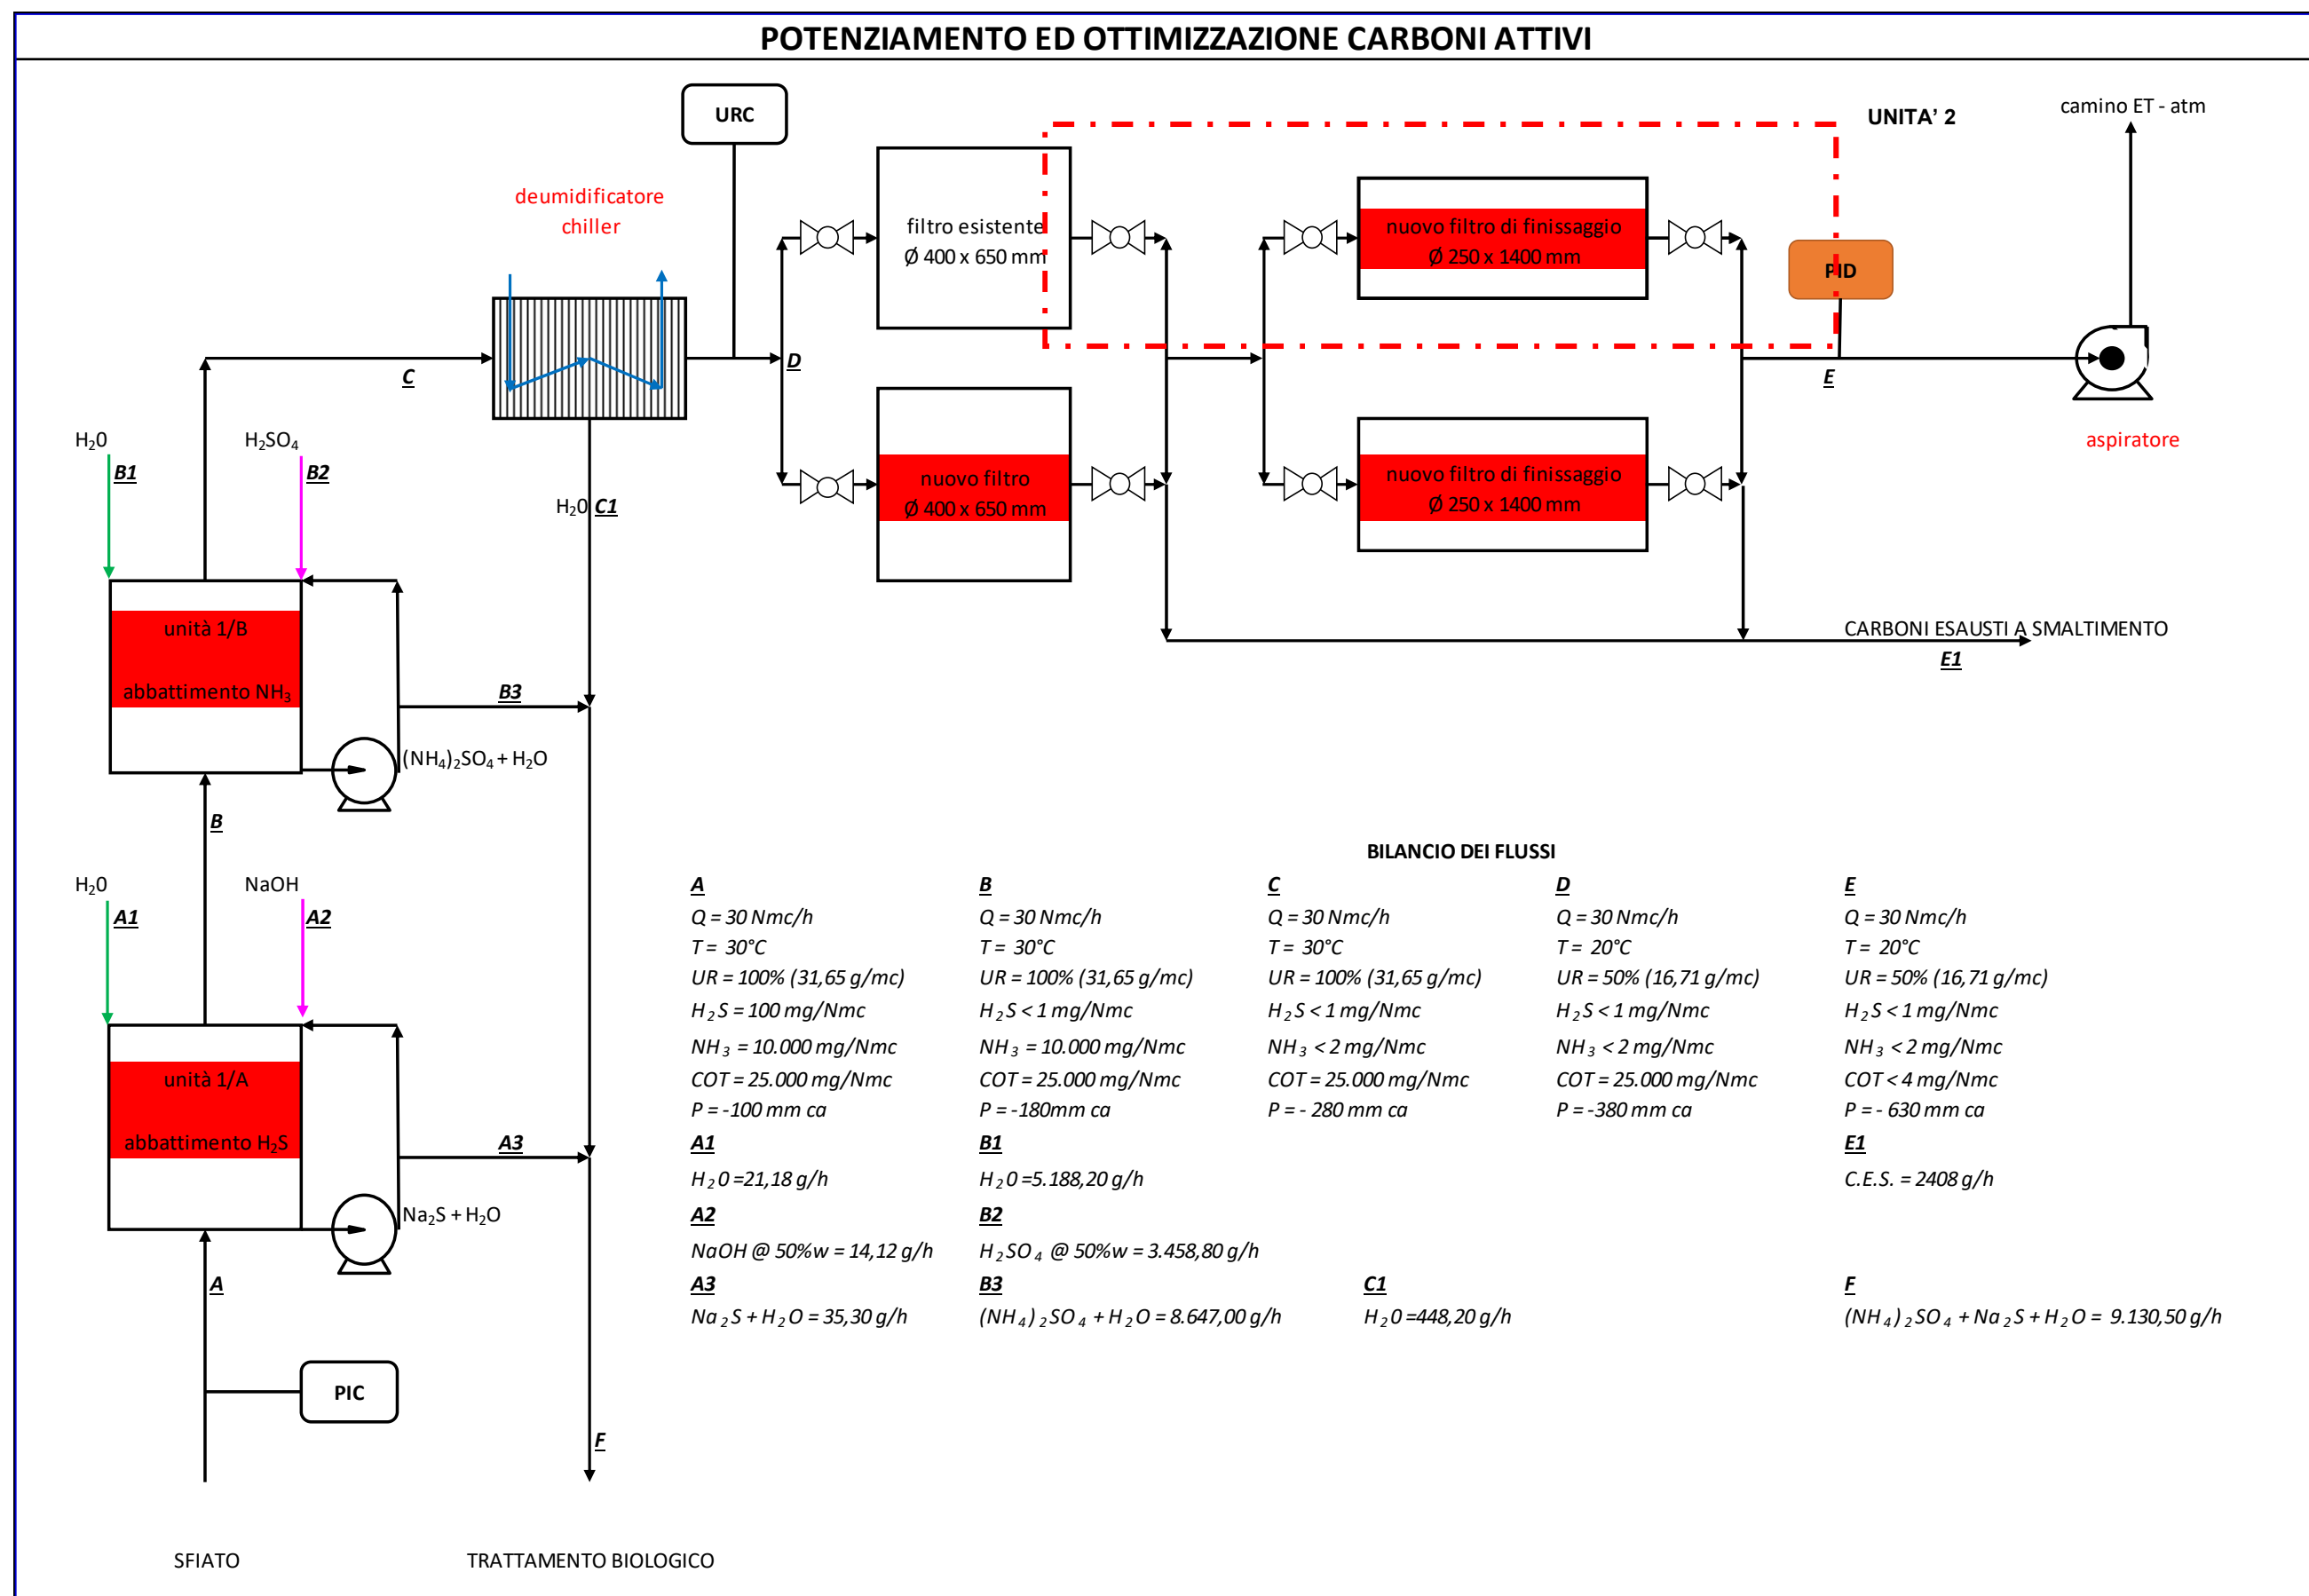 POTENZIAMENTO ED OTTIMIZZAZIONE CARBONI ATTIVI
URC
UNITA' 2
camino ET - atm
deumidificatore
chiller
filtro esistente
Ø 400 x 650 mm
nuovo filtro di finissaggio
Ø 250 x 1400 mm
PID
C
D
E
aspiratore
H₂0
B1
H₂SO₄
B2
H₂0 C1
nuovo filtro
Ø 400 x 650 mm
nuovo filtro di finissaggio
Ø 250 x 1400 mm
unità 1/B
abbattimento NH₃
B3
(NH₄)₂SO₄ + H₂O
CARBONI ESAUSTI A SMALTIMENTO
E1
B
H₂0
A1
NaOH
A2
unità 1/A
abbattimento H₂S
A3
Na₂S + H₂O
A
PIC
F
SFIATO
TRATTAMENTO BIOLOGICO
BILANCIO DEI FLUSSI
A
Q = 30 Nmc/h
T = 30°C
UR = 100% (31,65 g/mc)
H₂S = 100 mg/Nmc
NH₃ = 10.000 mg/Nmc
COT = 25.000 mg/Nmc
P = -100 mm ca
A1
H₂0 =21,18 g/h
A2
NaOH @ 50%w = 14,12 g/h
A3
Na₂S + H₂O = 35,30 g/h
B
Q = 30 Nmc/h
T = 30°C
UR = 100% (31,65 g/mc)
H₂S < 1 mg/Nmc
NH₃ = 10.000 mg/Nmc
COT = 25.000 mg/Nmc
P = -180mm ca
B1
H₂0 =5.188,20 g/h
B2
H₂SO₄ @ 50%w = 3.458,80 g/h
B3
(NH₄)₂SO₄ + H₂O = 8.647,00 g/h
C
Q = 30 Nmc/h
T = 30°C
UR = 100% (31,65 g/mc)
H₂S < 1 mg/Nmc
NH₃ < 2 mg/Nmc
COT = 25.000 mg/Nmc
P = - 280 mm ca
C1
H₂0 =448,20 g/h
D
Q = 30 Nmc/h
T = 20°C
UR = 50% (16,71 g/mc)
H₂S < 1 mg/Nmc
NH₃ < 2 mg/Nmc
COT = 25.000 mg/Nmc
P = -380 mm ca
E
Q = 30 Nmc/h
T = 20°C
UR = 50% (16,71 g/mc)
H₂S < 1 mg/Nmc
NH₃ < 2 mg/Nmc
COT < 4 mg/Nmc
P = - 630 mm ca
E1
C.E.S. = 2408 g/h
F
(NH₄)₂SO₄ + Na₂S + H₂O = 9.130,50 g/h